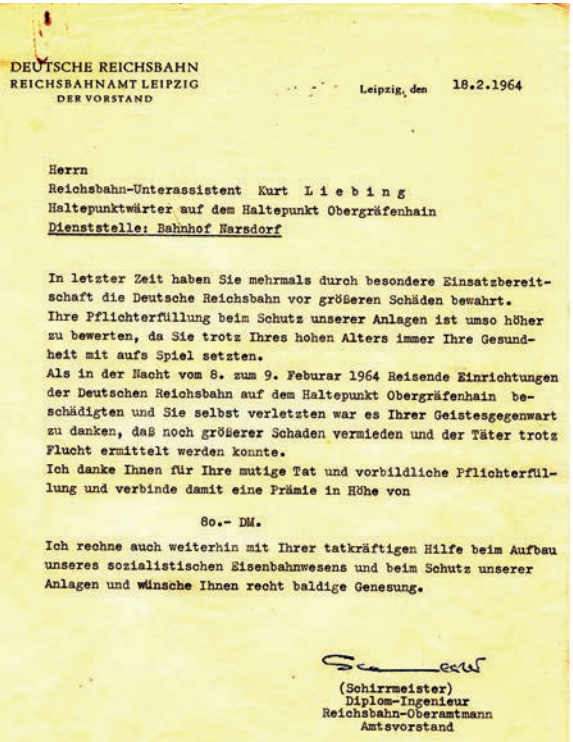 DEUTSCHE REICHSBAHN
REICHSBAHNAMT LEIPZIG
DER VORSTAND
Leipzig, den 18.2.1964
Herrn
Reichsbahn-Unterassistent Kurt L i e b i n g
Haltepunktwärter auf dem Haltepunkt Obergräfenhain
Dienststelle: Bahnhof Narsdorf
In letzter Zeit haben Sie mehrmals durch besondere Einsatzbereit-
schaft die Deutsche Reichsbahn vor größeren Schäden bewahrt.
Ihre Pflichterfüllung beim Schutz unserer Anlagen ist umso höher
zu bewerten, da Sie trotz Ihres hohen Alters immer Ihre Gesund-
heit mit aufs Spiel setzten.
Als in der Nacht vom 8. zum 9. Feburar 1964 Reisende Einrichtungen
der Deutschen Reichsbahn auf dem Haltepunkt Obergräfenhain be-
schädigten und Sie selbst verletzten war es Ihrer Geistesgegenwart
zu danken, daß noch größerer Schaden vermieden und der Täter trotz
Flucht ermittelt werden konnte.
Ich danke Ihnen für Ihre mutige Tat und vorbildliche Pflichterfül-
lung und verbinde damit eine Prämie in Höhe von
80.- DM.
Ich rechne auch weiterhin mit Ihrer tatkräftigen Hilfe beim Aufbau
unseres sozialistischen Eisenbahnwesens und beim Schutz unserer
Anlagen und wünsche Ihnen recht baldige Genesung.
(Schirrmeister)
Diplom-Ingenieur
Reichsbahn-Oberamtmann
Amtsvorstand